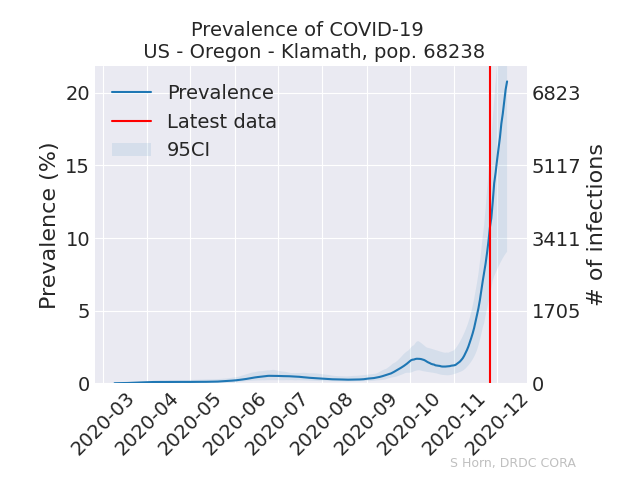 Prevalence of COVID-19
US - Oregon - Klamath, pop. 68238
Prevalence
Latest data
95CI
Prevalence (%)
20
15
10
5
0
6823
5117
3411
1705
0
# of infections
2020-03
2020-04
2020-05
2020-06
2020-07
2020-08
2020-09
2020-10
2020-11
2020-12
S Horn, DRDC CORA